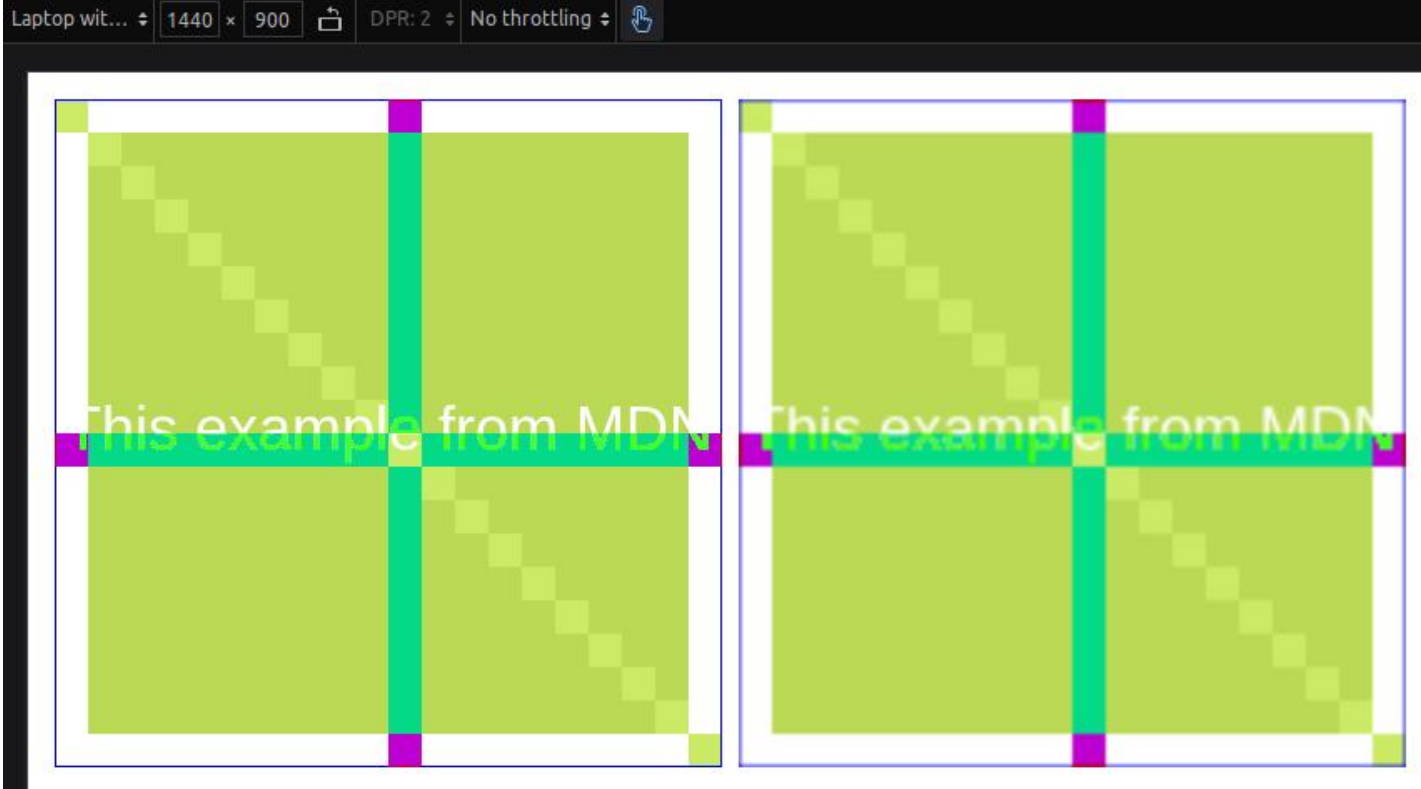 Laptop wit... 1440 × 900 DPR: 2 No throttling
This example from MDN
This example from MDN